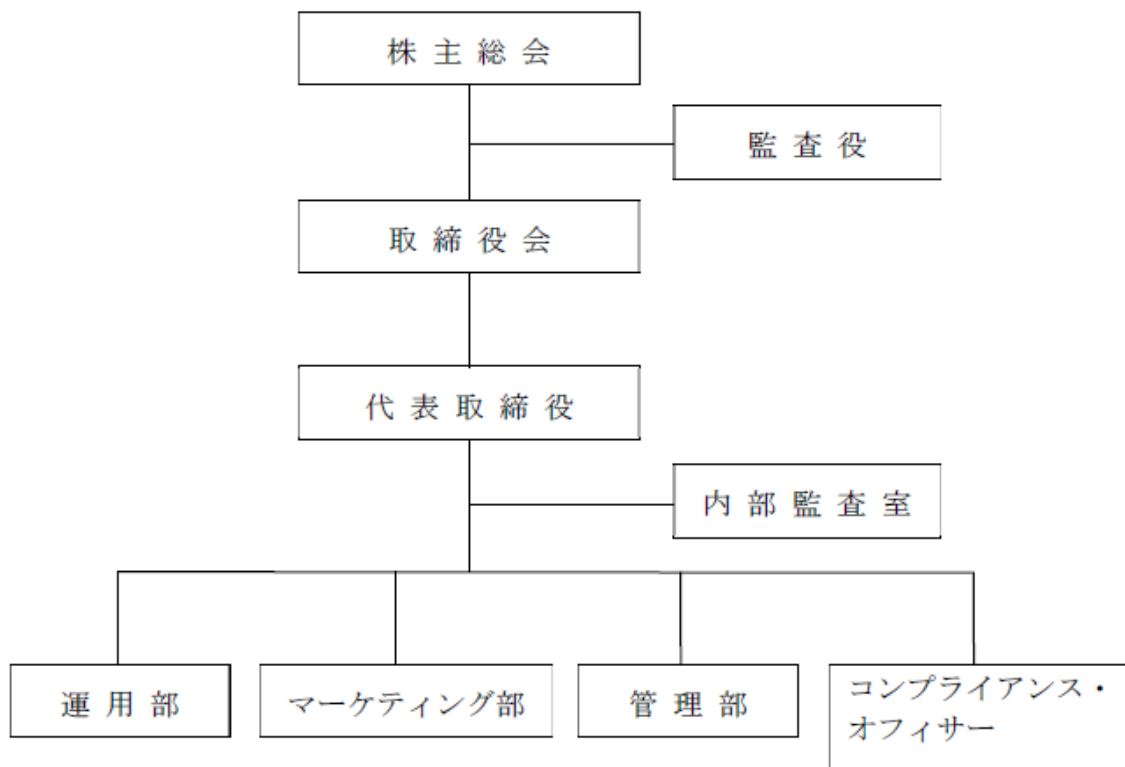 株主総会
監査役
取締役会
代表取締役
内部監査室
運用部
マーケティング部
管理部
コンプライアンス・
オフィサー